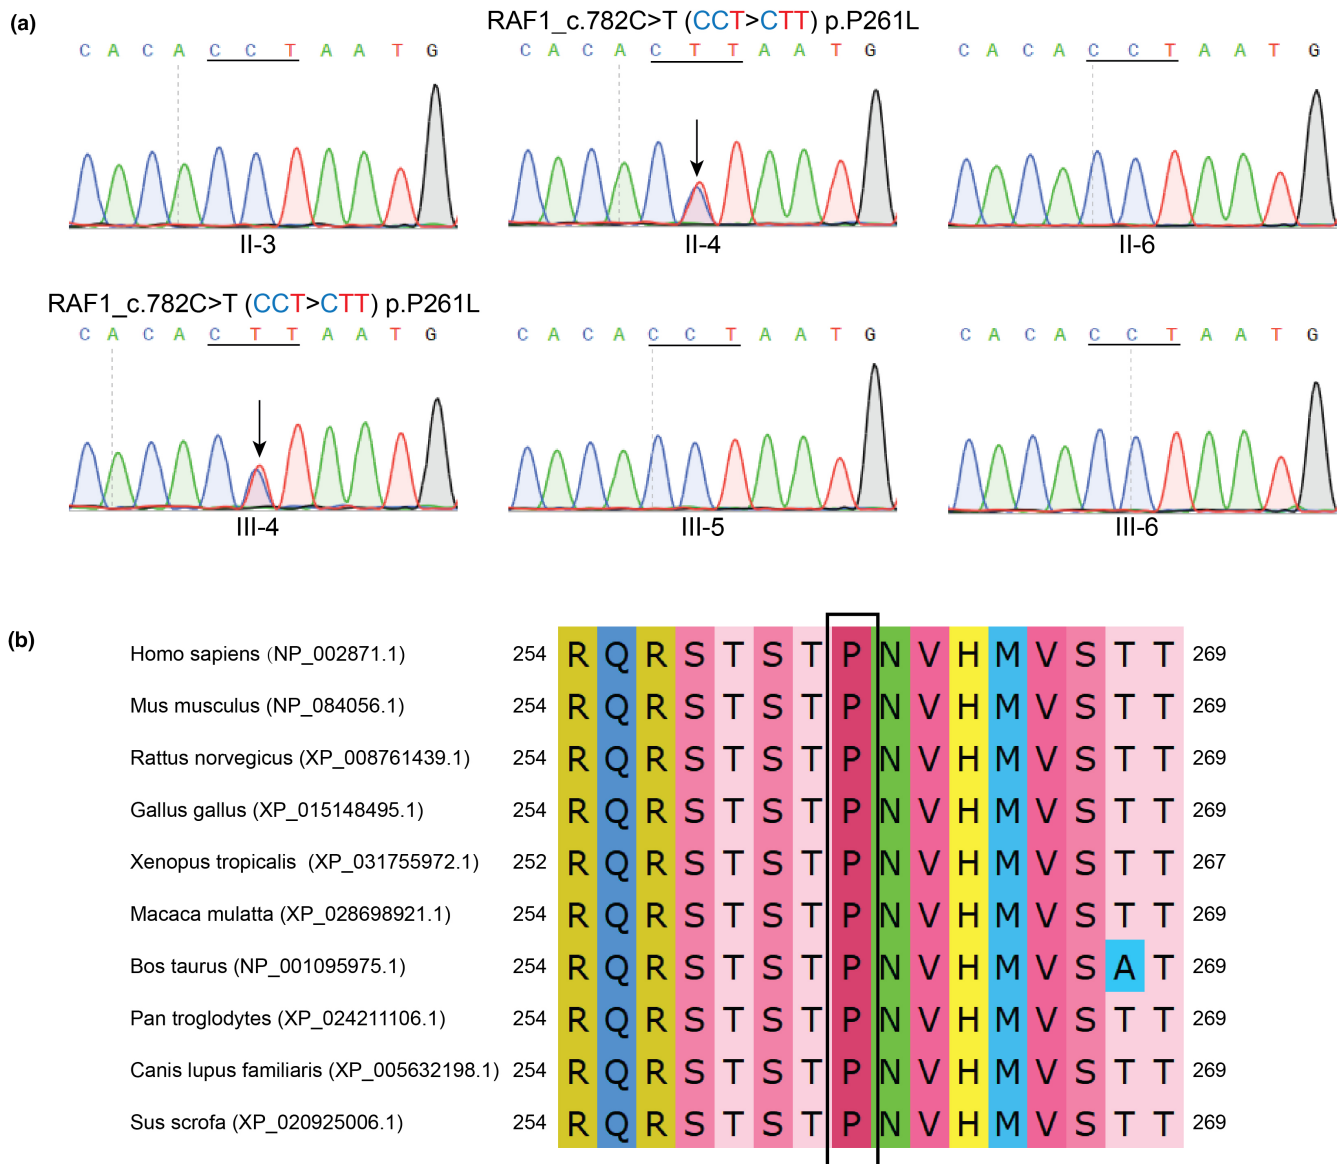 (a)
RAF1_c.782C>T (CCT>CTT) p.P261L
C A C A C C T A A T G
C A C A C T T A A T G
C A C A C C T A A T G
II-3
II-4
II-6
RAF1_c.782C>T (CCT>CTT) p.P261L
C A C A C T T A A T G
C A C A C C T A A T G
C A C A C C T A A T G
III-4
III-5
III-6
(b)
Homo sapiens (NP_002871.1) 254 R Q R S T S T P N V H M V S T T 269
Mus musculus (NP_084056.1) 254 R Q R S T S T P N V H M V S T T 269
Rattus norvegicus (XP_008761439.1) 254 R Q R S T S T P N V H M V S T T 269
Gallus gallus (XP_015148495.1) 254 R Q R S T S T P N V H M V S T T 269
Xenopus tropicalis (XP_031755972.1) 252 R Q R S T S T P N V H M V S T T 267
Macaca mulatta (XP_028698921.1) 254 R Q R S T S T P N V H M V S T T 269
Bos taurus (NP_001095975.1) 254 R Q R S T S T P N V H M V S A T 269
Pan troglodytes (XP_024211106.1) 254 R Q R S T S T P N V H M V S T T 269
Canis lupus familiaris (XP_005632198.1) 254 R Q R S T S T P N V H M V S T T 269
Sus scrofa (XP_020925006.1) 254 R Q R S T S T P N V H M V S T T 269